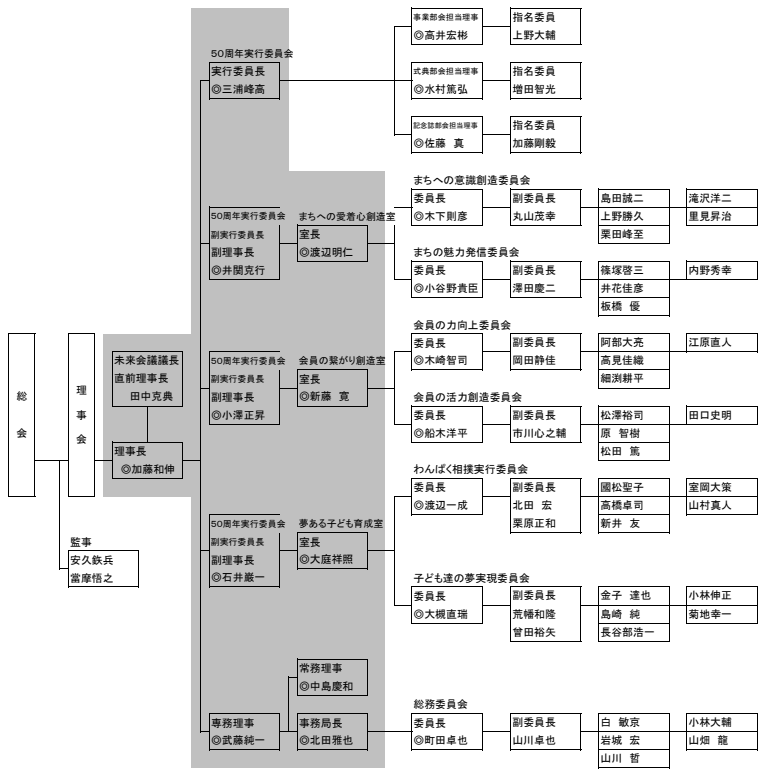 総会
理事会
監事
安久鉄兵
當摩悟之
未来会議議長
直前理事長
田中克典
理事長
◎加藤和伸
50周年実行委員会
実行委員長
◎三浦峰高
事業部会担当理事
◎高井宏彬
指名委員
上野大輔
式典部会担当理事
◎水村篤弘
指名委員
増田智光
記念誌部会担当理事
◎佐藤 真
指名委員
加藤剛毅
50周年実行委員会
副実行委員長
副理事長
◎井関克行
まちへの愛着心創造室
室長
◎渡辺明仁
まちへの意識創造委員会
委員長
◎木下則彦
副委員長
丸山茂幸
島田誠二
上野勝久
栗田峰至
滝沢洋二
里見昇治
まちの魅力発信委員会
委員長
◎小谷野貴臣
副委員長
澤田慶二
篠塚啓三
井花佳彦
板橋 優
内野秀幸
50周年実行委員会
副実行委員長
副理事長
◎小澤正昇
会員の繋がり創造室
室長
◎新藤 寛
会員の力向上委員会
委員長
◎木崎智司
副委員長
岡田静佳
阿部大亮
高見佳織
細渕耕平
江原直人
会員の活力創造委員会
委員長
◎船木洋平
副委員長
市川心之輔
松澤裕司
原 智樹
松田 篤
田口史明
50周年実行委員会
副実行委員長
副理事長
◎石井巌一
夢ある子ども育成室
室長
◎大庭祥照
わんぱく相撲実行委員会
委員長
◎渡辺一成
副委員長
北田 宏
栗原正和
國松聖子
高橋卓司
新井 友
室岡大策
山村真人
子ども達の夢実現委員会
委員長
◎大槻直瑞
副委員長
荒幡和隆
曾田裕矢
金子 達也
島崎 純
長谷部浩一
小林伸正
菊地幸一
常務理事
◎中島慶和
専務理事
◎武藤純一
事務局長
◎北田雅也
総務委員会
委員長
◎町田卓也
副委員長
山川卓也
白 敏京
岩城 宏
山川 哲
小林大輔
山畑 龍